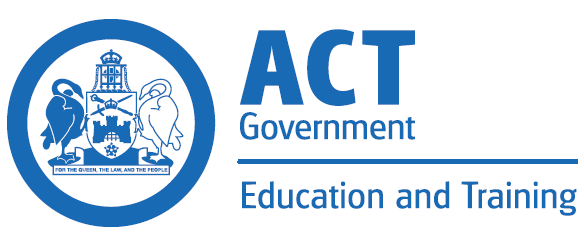 ACT
Government
Education and Training
FOR THE QUEEN, THE LAW, AND THE PEOPLE